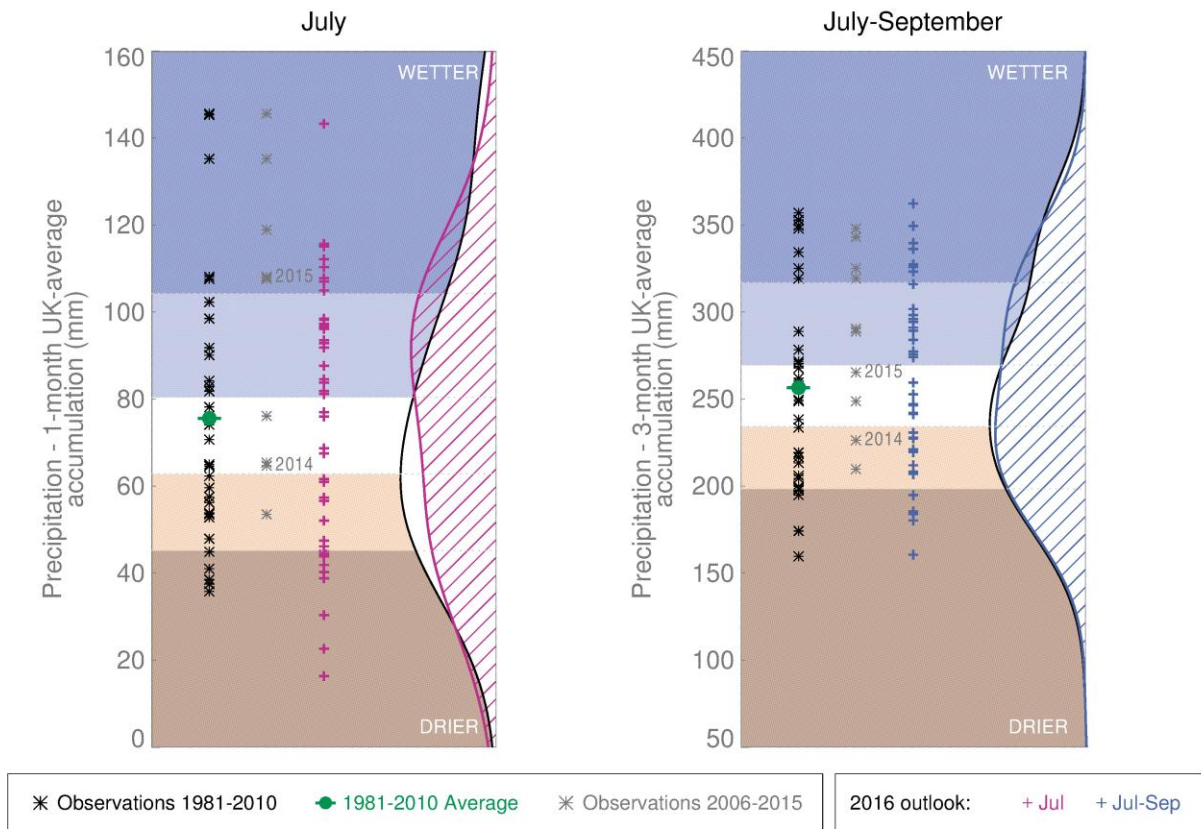 July
Precipitation - 1-month UK-average
accumulation (mm)
160
140
120
100
80
60
40
20
0
WETTER
2015
2014
DRIER
July-September
Precipitation - 3-month UK-average
accumulation (mm)
450
400
350
300
250
200
150
100
50
WETTER
2015
2014
DRIER
Observations 1981-2010
1981-2010 Average
Observations 2006-2015
2016 outlook:
+ Jul
+ Jul-Sep